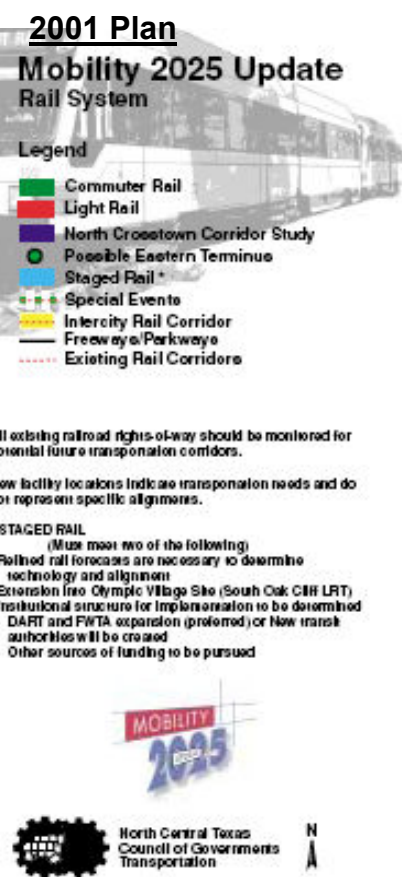 2001 Plan
Mobility 2025 Update
Rail System
Legend
Commuter Rail
Light Rail
North Crosstown Corridor Study
Possible Eastern Terminus
Staged Rail *
Special Events
Intercity Rail Corridor
Freeways/Parkways
Existing Rail Corridors
ll existing railroad rights-of-way should be monitored for
otential future transportation corridors.
ew facility locations indicate transportation needs and do
ot represent specific alignments.
STAGED RAIL
(Must meet two of the following)
Refined rail forecasts are necessary to determine
technology and alignment
Extension into Olympic Village Site (South Oak Cliff LRT)
Institutional structure for implementation to be determined
DART and FWTA expansion (preferred) or New transit
authorities will be created
Other sources of funding to be pursued
MOBILITY
2025
North Central Texas
Council of Governments
Transportation
N